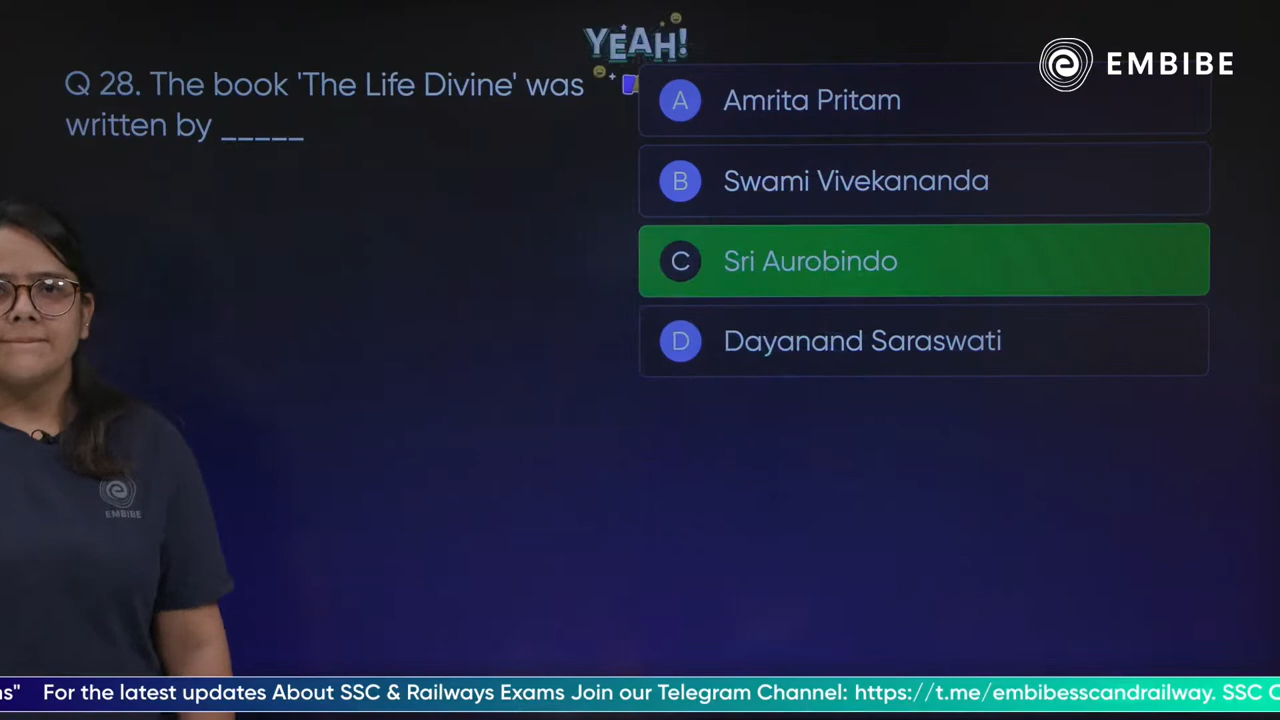 YEAH!
EMBIBE
Q 28. The book 'The Life Divine' was
written by _____
A Amrita Pritam
B Swami Vivekananda
C Sri Aurobindo
D Dayanand Saraswati
EMBIBE
For the latest updates About SSC & Railways Exams Join our Telegram Channel: https://t.me/embibesscandrailway. SSC